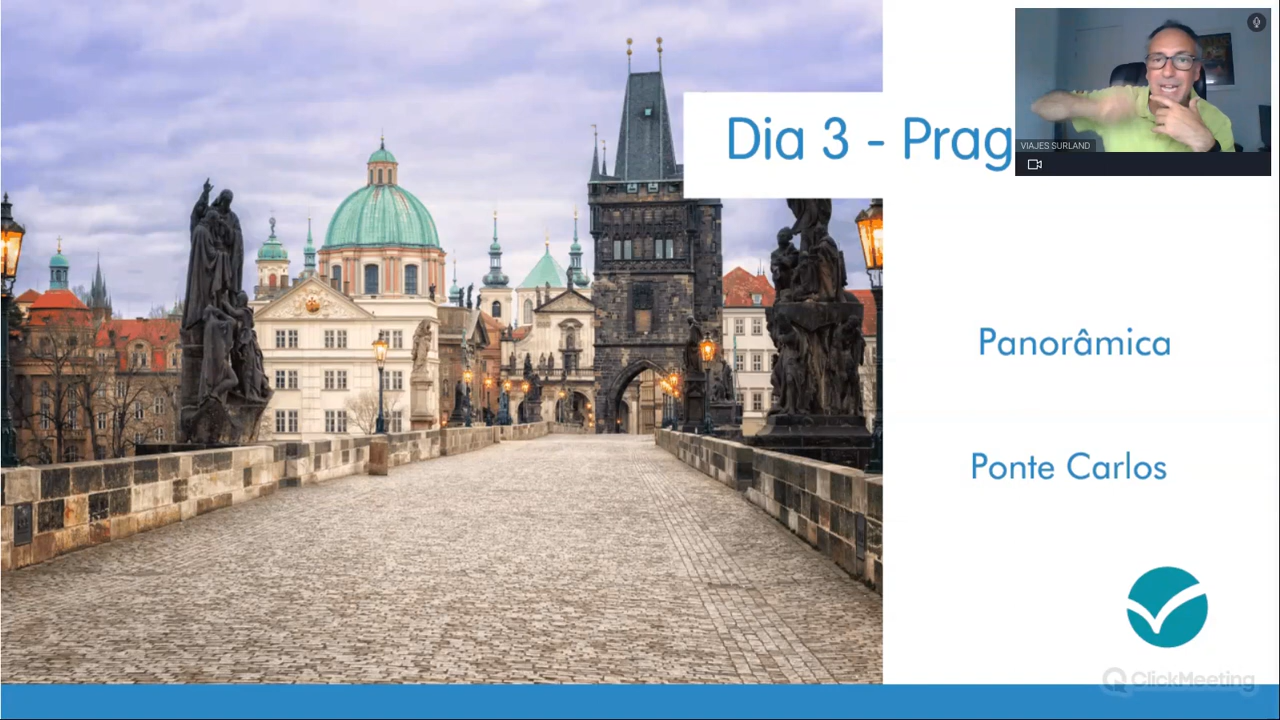 Dia 3 - Prag
VIAJES SURLAND
Panorâmica
Ponte Carlos
ClickMeeting